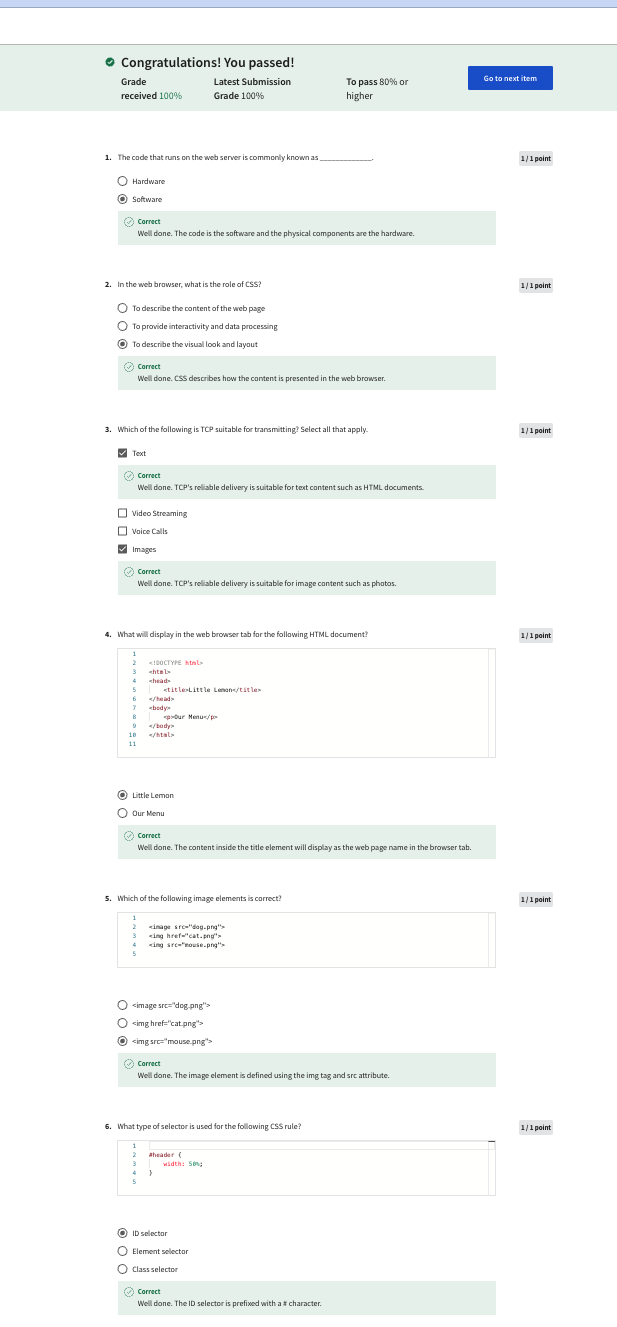 Congratulations! You passed!
Grade received 100%
Latest Submission Grade 100%
To pass 80% or higher
Go to next item
1. The code that runs on the web server is commonly known as _____________.
1 / 1 point
Hardware
Software
Correct
Well done. The code is the software and the physical components are the hardware.
2. In the web browser, what is the role of CSS?
1 / 1 point
To describe the content of the web page
To provide interactivity and data processing
To describe the visual look and layout
Correct
Well done. CSS describes how the content is presented in the web browser.
3. Which of the following is TCP suitable for transmitting? Select all that apply.
1 / 1 point
Text
Correct
Well done. TCP's reliable delivery is suitable for text content such as HTML documents.
Video Streaming
Voice Calls
Images
Correct
Well done. TCP's reliable delivery is suitable for image content such as photos.
4. What will display in the web browser tab for the following HTML document?
1 / 1 point
1
2 <!DOCTYPE html>
3 <html>
4 <head>
5 <title>Little Lemon</title>
6 </head>
7 <body>
8 <p>Our Menu</p>
9 </body>
10 </html>
11
Little Lemon
Our Menu
Correct
Well done. The content inside the title element will display as the web page name in the browser tab.
5. Which of the following image elements is correct?
1 / 1 point
1
2 <image src="dog.png">
3 <img href="cat.png">
4 <img src="mouse.png">
5
<image src="dog.png">
<img href="cat.png">
<img src="mouse.png">
Correct
Well done. The image element is defined using the img tag and src attribute.
6. What type of selector is used for the following CSS rule?
1 / 1 point
1
2 #header {
3 width: 50%;
4 }
5
ID selector
Element selector
Class selector
Correct
Well done. The ID selector is prefixed with a # character.